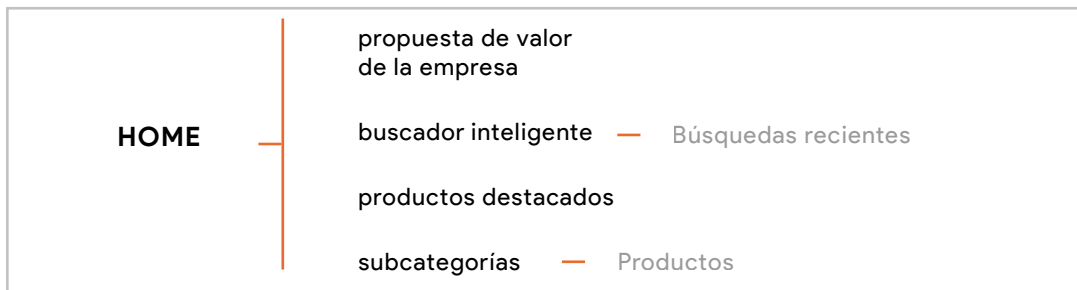 propuesta de valor
de la empresa
HOME
buscador inteligente — Búsquedas recientes
productos destacados
subcategorías — Productos